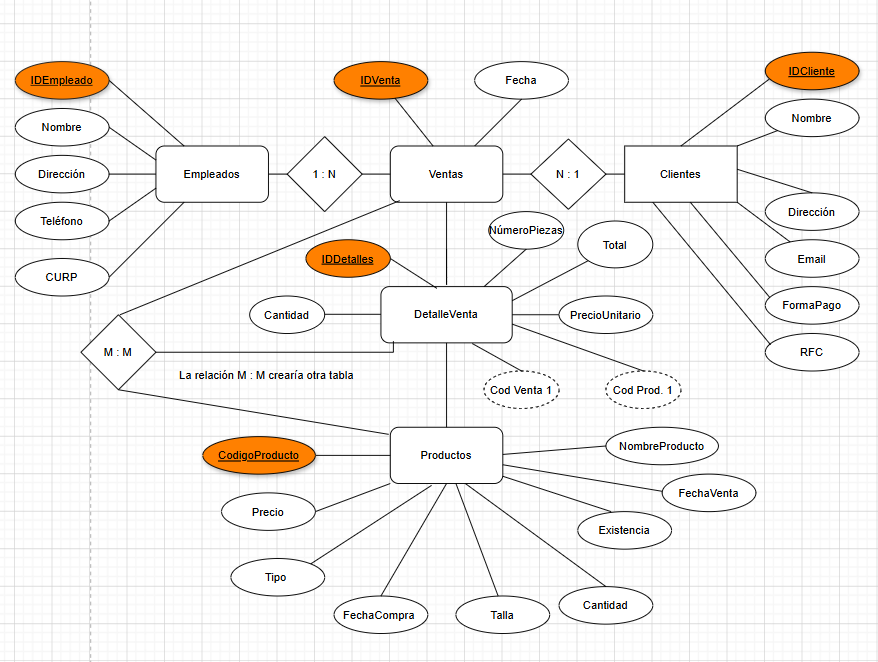 IDEmpleado
IDVenta
Fecha
IDCliente
Nombre
Nombre
Dirección
Empleados
1 : N
Ventas
N : 1
Clientes
Teléfono
Dirección
NúmeroPiezas
Total
CURP
IDDetalles
Email
Cantidad
DetalleVenta
PrecioUnitario
FormaPago
M : M
RFC
La relación M : M crearía otra tabla
Cod Venta 1
Cod Prod. 1
CodigoProducto
Productos
NombreProducto
FechaVenta
Precio
Existencia
Tipo
FechaCompra
Talla
Cantidad